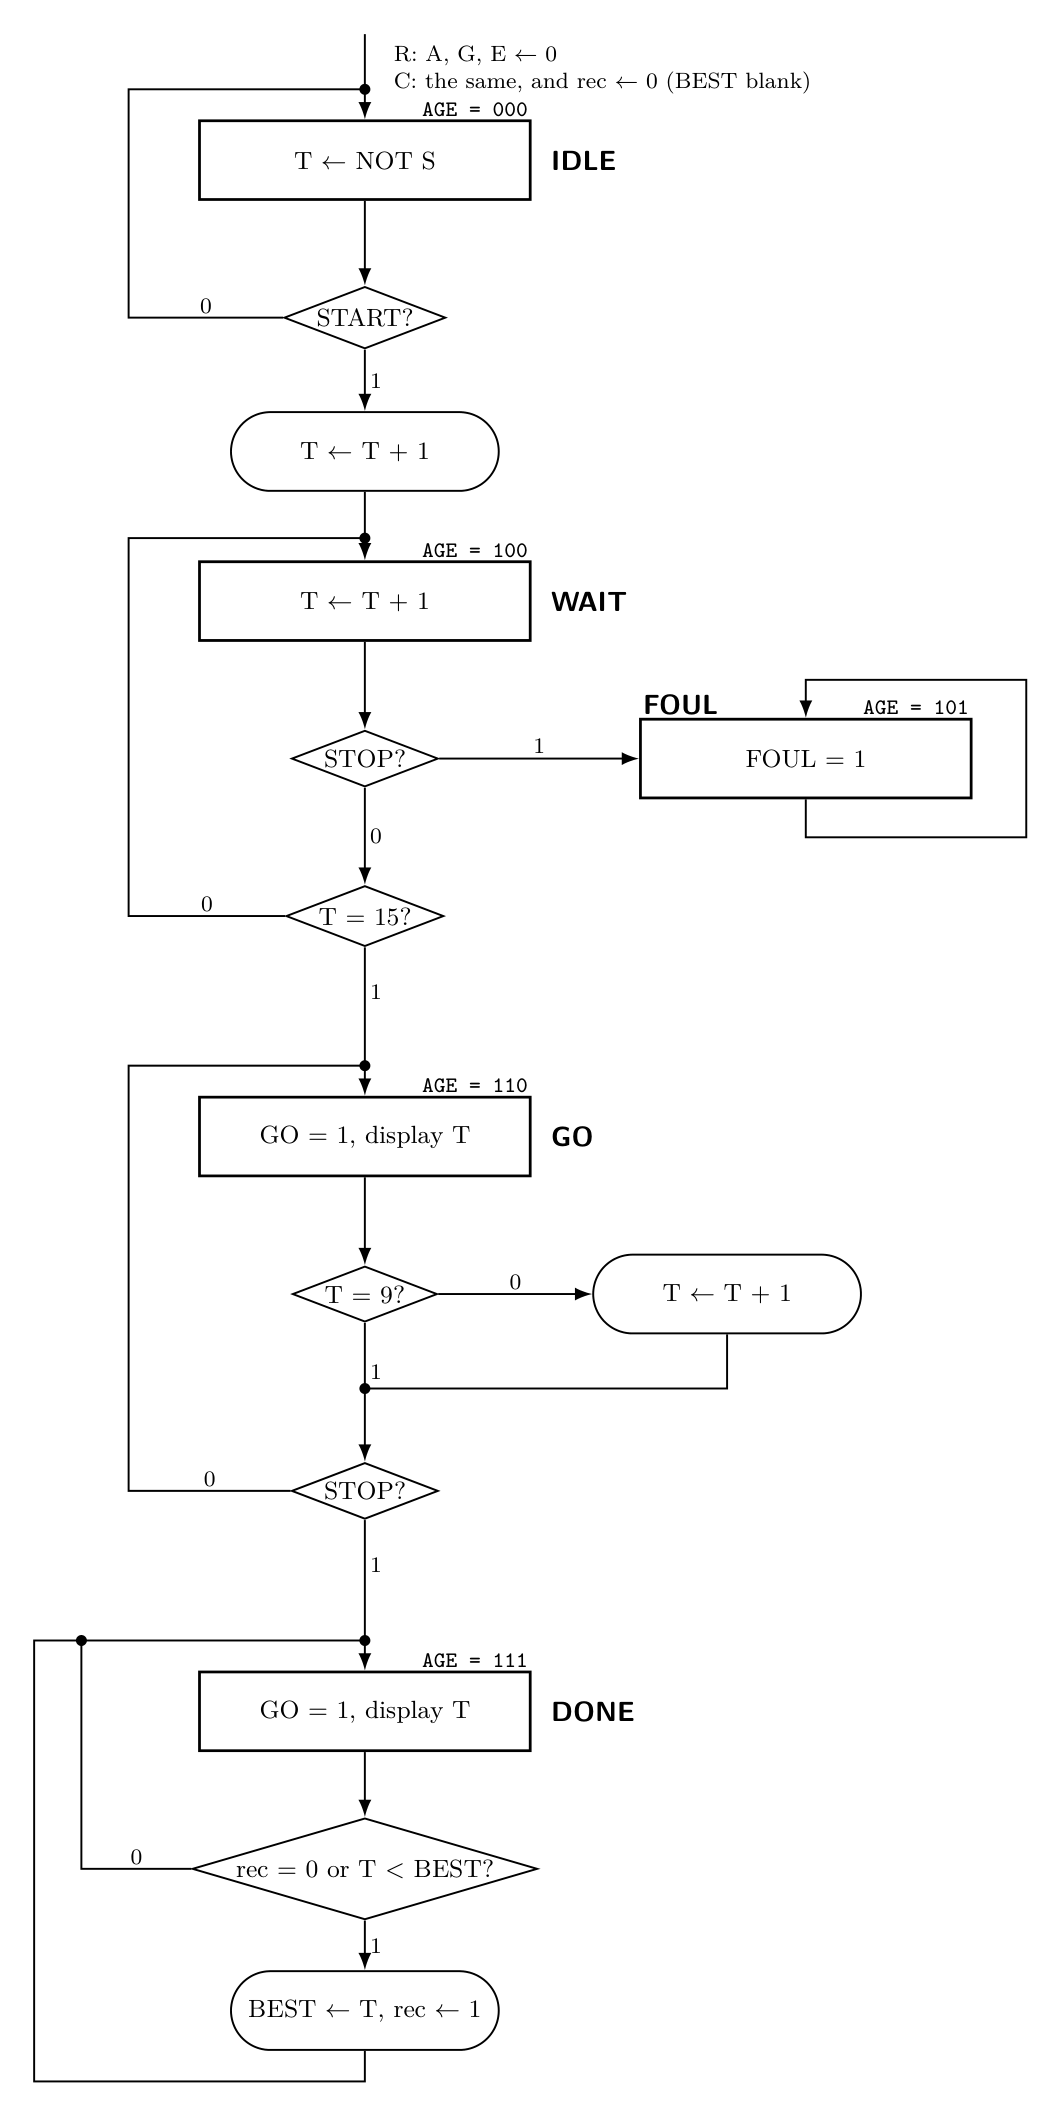 R: A, G, E ← 0
C: the same, and rec ← 0 (BEST blank)
AGE = 000
T ← NOT S
IDLE
0
START?
1
T ← T + 1
AGE = 100
T ← T + 1
WAIT
FOUL
AGE = 101
STOP?
1
FOUL = 1
0
0
T = 15?
1
AGE = 110
GO = 1, display T
GO
T = 9?
0
T ← T + 1
1
0
STOP?
1
AGE = 111
GO = 1, display T
DONE
0
rec = 0 or T < BEST?
1
BEST ← T, rec ← 1